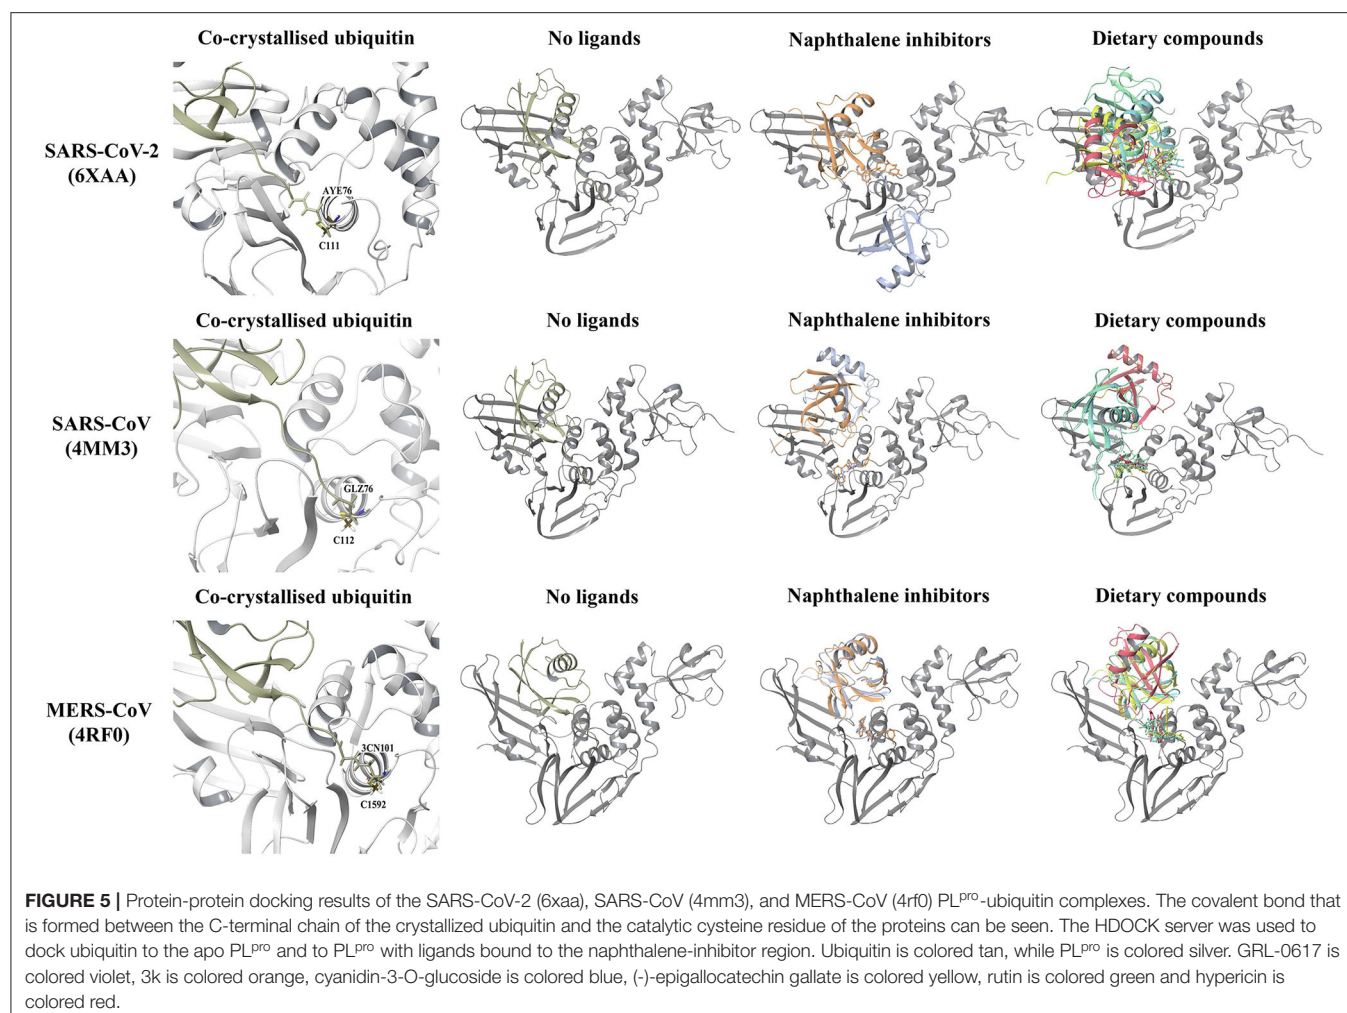 Co-crystallised ubiquitin
No ligands
Naphthalene inhibitors
Dietary compounds
SARS-CoV-2
(6XAA)
AYE76
C111
Co-crystallised ubiquitin
No ligands
Naphthalene inhibitors
Dietary compounds
SARS-CoV
(4MM3)
GLZ76
C112
Co-crystallised ubiquitin
No ligands
Naphthalene inhibitors
Dietary compounds
MERS-CoV
(4RF0)
3CN101
C1592
FIGURE 5 | Protein-protein docking results of the SARS-CoV-2 (6xaa), SARS-CoV (4mm3), and MERS-CoV (4rf0) PLpro-ubiquitin complexes. The covalent bond that
is formed between the C-terminal chain of the crystallized ubiquitin and the catalytic cysteine residue of the proteins can be seen. The HDOCK server was used to
dock ubiquitin to the apo PLpro and to PLpro with ligands bound to the naphthalene-inhibitor region. Ubiquitin is colored tan, while PLpro is colored silver. GRL-0617 is
colored violet, 3k is colored orange, cyanidin-3-O-glucoside is colored blue, (-)-epigallocatechin gallate is colored yellow, rutin is colored green and hypericin is
colored red.